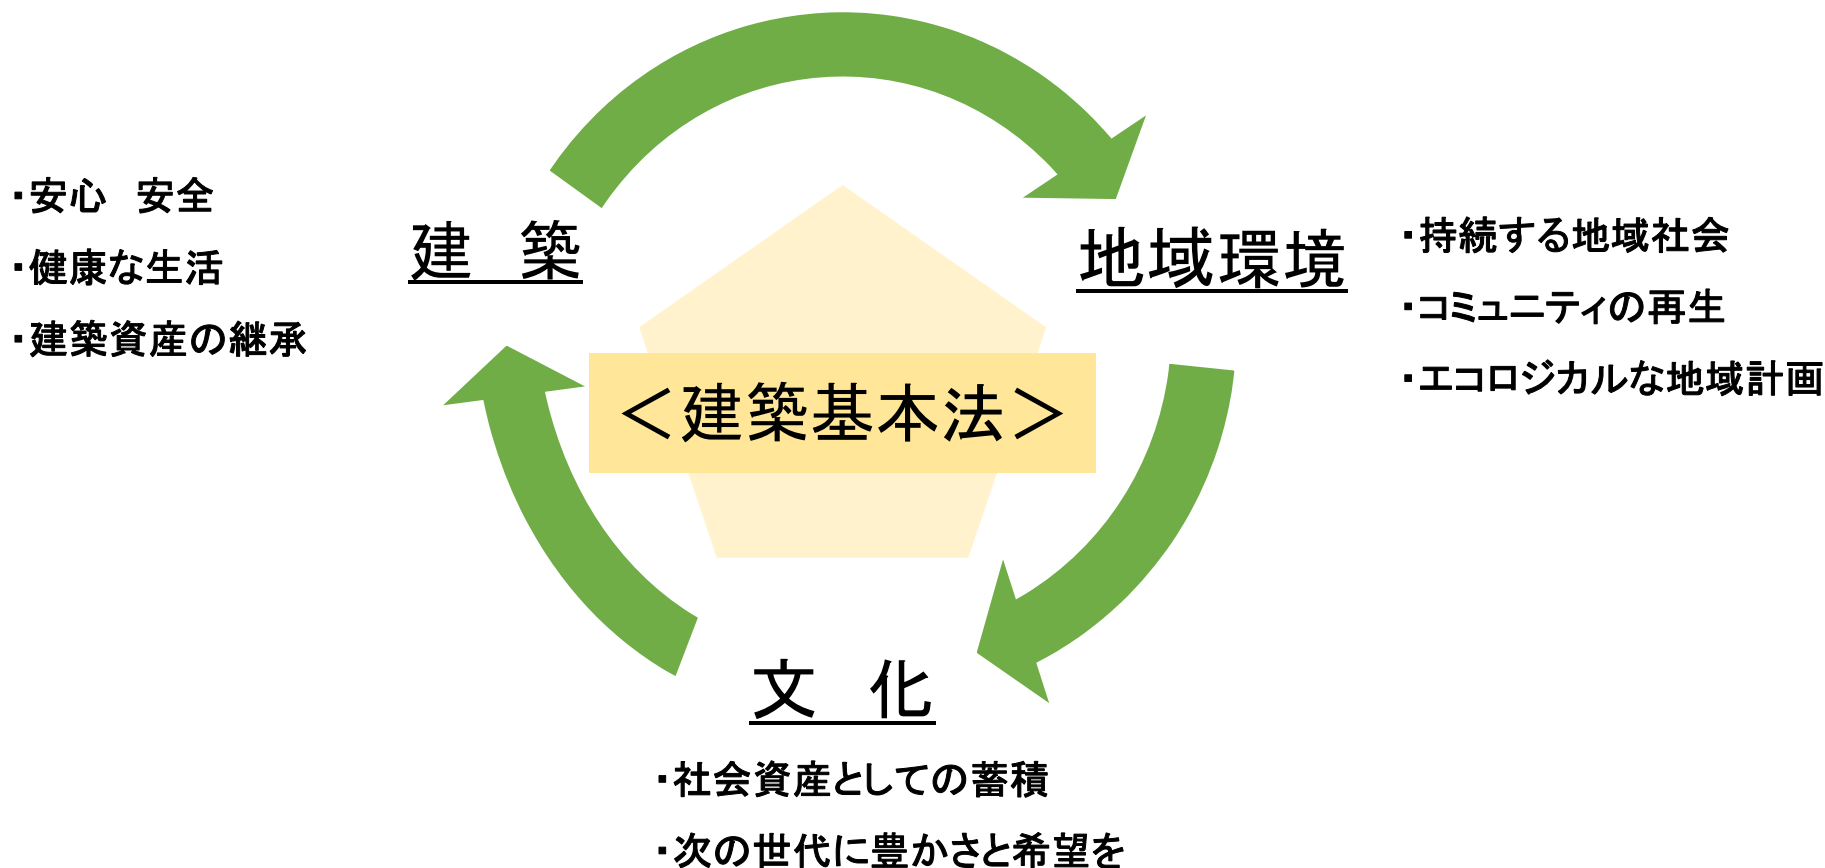 建　築
・安心　安全
・健康な生活
・建築資産の継承
地域環境
・持続する地域社会
・コミュニティの再生
・エコロジカルな地域計画
＜建築基本法＞
文　化
・社会資産としての蓄積
・次の世代に豊かさと希望を